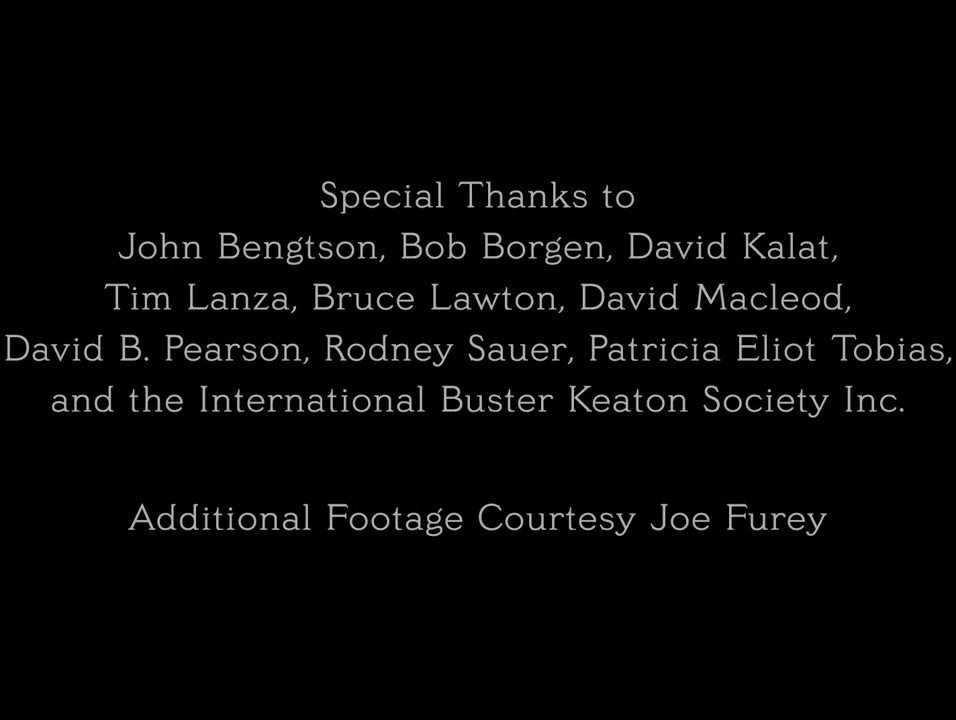 Special Thanks to
John Bengtson, Bob Borgen, David Kalat,
Tim Lanza, Bruce Lawton, David Macleod,
David B. Pearson, Rodney Sauer, Patricia Eliot Tobias,
and the International Buster Keaton Society Inc.
Additional Footage Courtesy Joe Furey